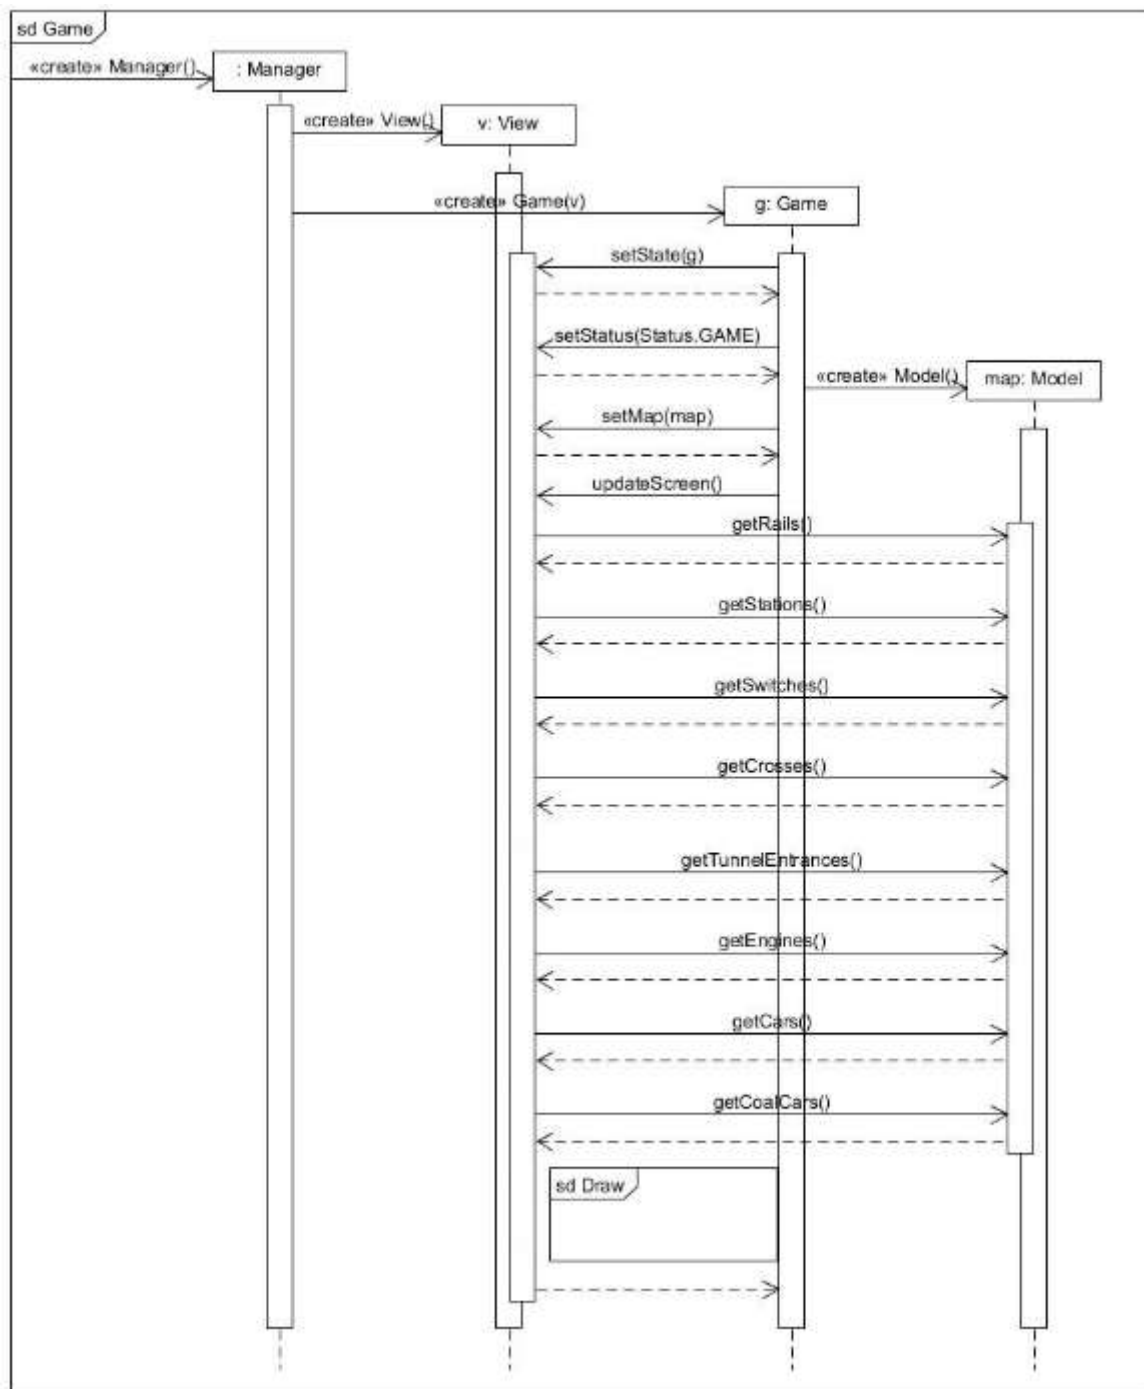 sd Game
«create» Manager()
: Manager
«create» View()
v: View
«create» Game(v)
g: Game
setState(g)
setStatus(Status.GAME)
«create» Model()
map: Model
setMap(map)
updateScreen()
getRails()
getStations()
getSwitches()
getCrosses()
getTunnelEntrances()
getEngines()
getCars()
getCoalCars()
sd Draw